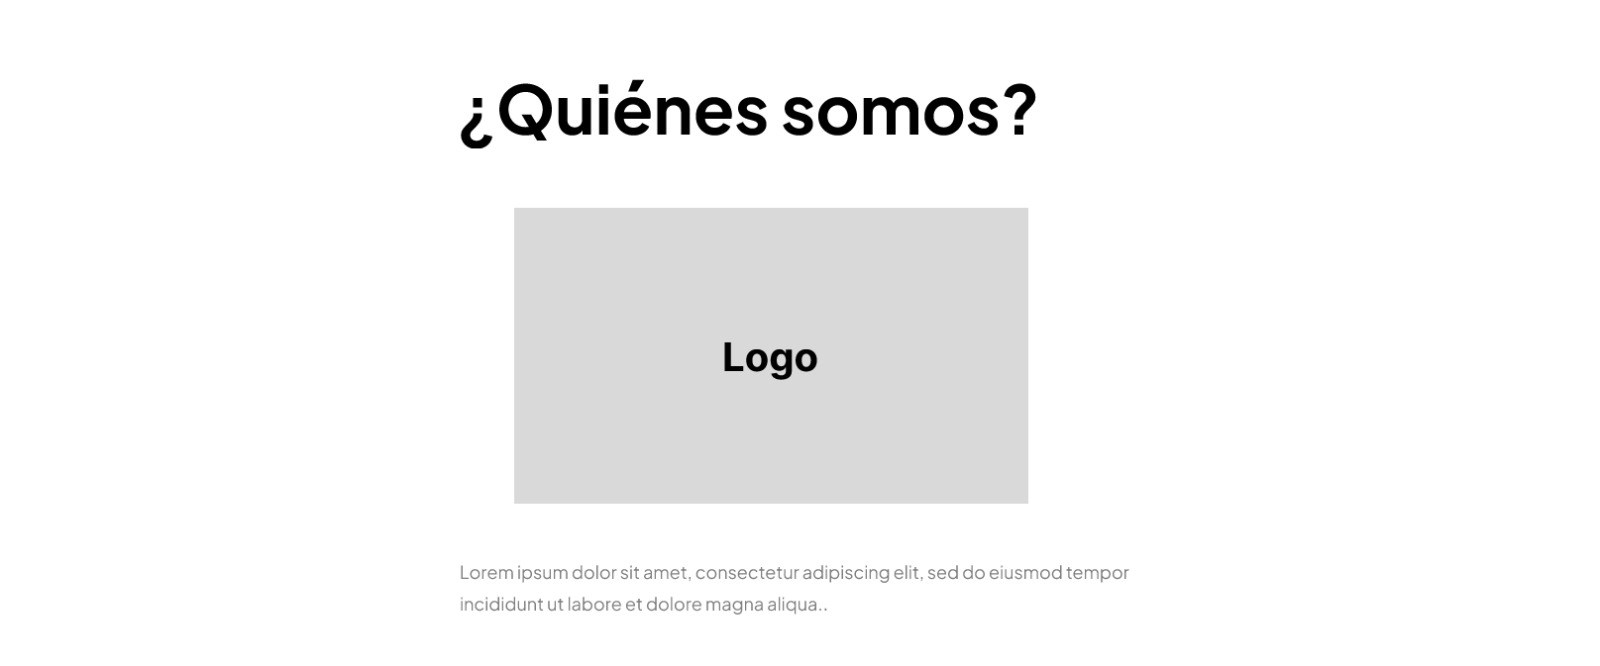 ¿Quiénes somos?
Logo
Lorem ipsum dolor sit amet, consectetur adipiscing elit, sed do eiusmod tempor
incididunt ut labore et dolore magna aliqua..